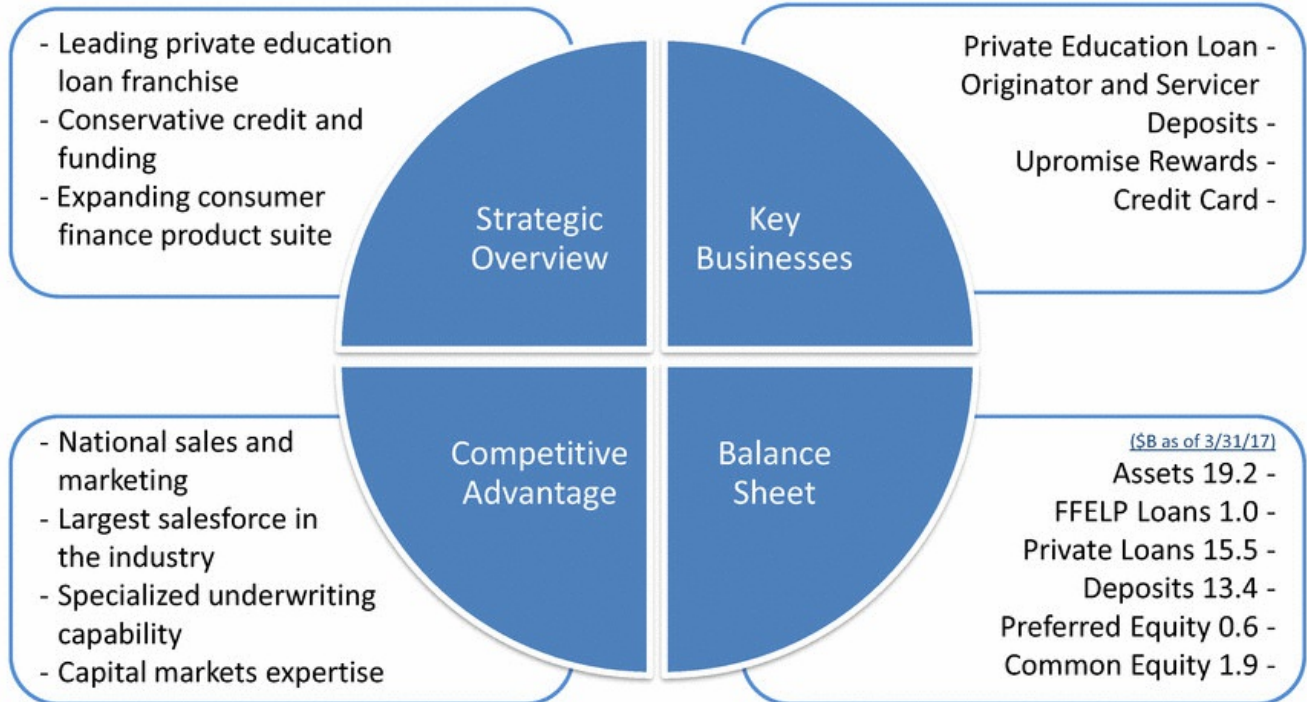 - Leading private education
loan franchise
- Conservative credit and
funding
- Expanding consumer
finance product suite
Strategic
Overview
Private Education Loan -
Originator and Servicer
Deposits -
Upromise Rewards -
Credit Card -
Key
Businesses
- National sales and
marketing
- Largest salesforce in
the industry
- Specialized underwriting
capability
- Capital markets expertise
Competitive
Advantage
Balance
Sheet
($B as of 3/31/17)
Assets 19.2 -
FFELP Loans 1.0 -
Private Loans 15.5 -
Deposits 13.4 -
Preferred Equity 0.6 -
Common Equity 1.9 -